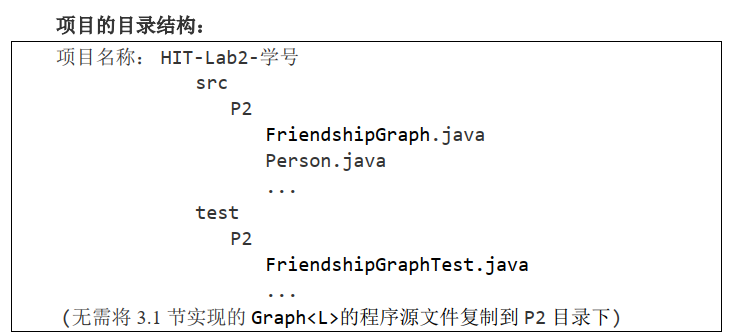 项目的目录结构：
项目名称： HIT-Lab2-学号
src
P2
FriendshipGraph.java
Person.java
...
test
P2
FriendshipGraphTest.java
...
(无需将 3.1 节实现的 Graph<L>的程序源文件复制到 P2 目录下)